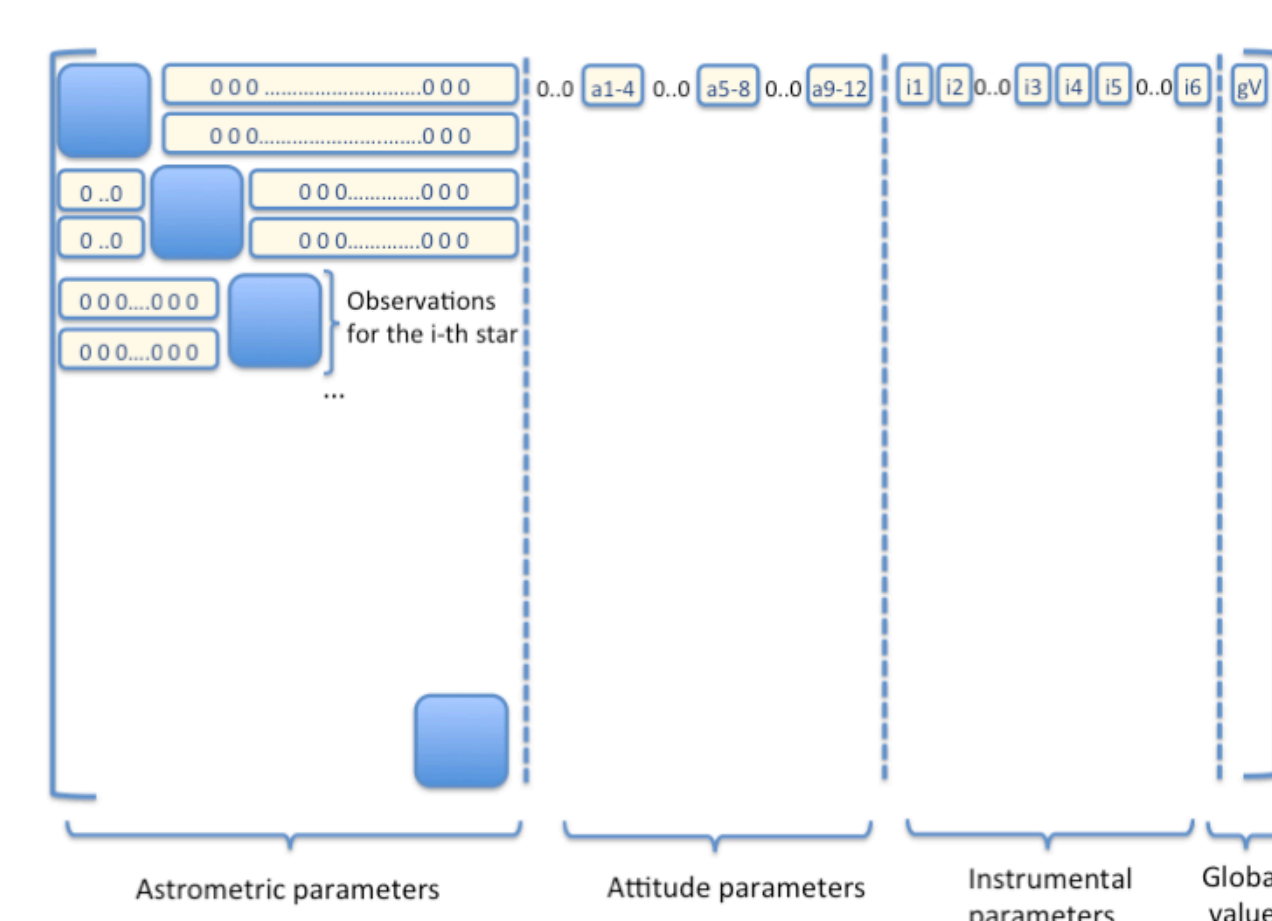 0 0 0 ............................0 0 0 0..0 a1-4 0..0 a5-8 0..0 a9-12 i1 i2 0..0 i3 i4 i5 0..0 i6 gV
0 0 0............................0 0 0
0 ..0 0 0 0.............0 0 0
0 ..0 0 0 0.............0 0 0
0 0 0....0 0 0
0 0 0....0 0 0
Observations
for the i-th star
...
Astrometric parameters
Attitude parameters
Instrumental
parameters
Globa
value